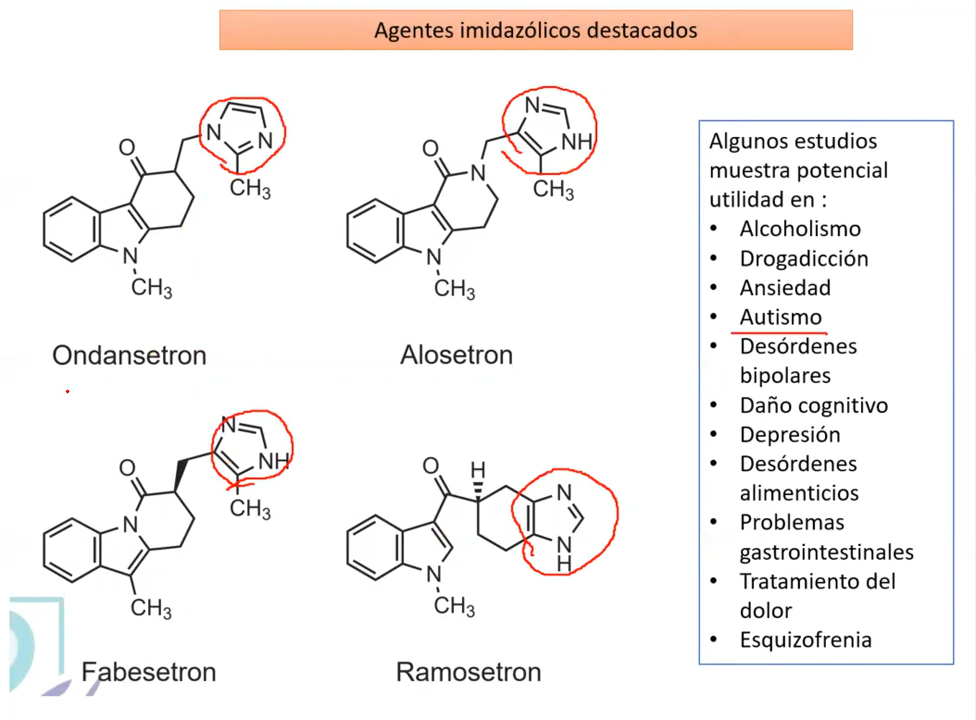 Agentes imidazólicos destacados
O
N
N
CH3
N
CH3
Ondansetron
O
N
N
NH
CH3
N
CH3
Alosetron
O
N
N
NH
CH3
CH3
Fabesetron
O
H
N
N
H
N
CH3
Ramosetron
Algunos estudios
muestra potencial
utilidad en :
• Alcoholismo
• Drogadicción
• Ansiedad
• Autismo
• Desórdenes
bipolares
• Daño cognitivo
• Depresión
• Desórdenes
alimenticios
• Problemas
gastrointestinales
• Tratamiento del
dolor
• Esquizofrenia